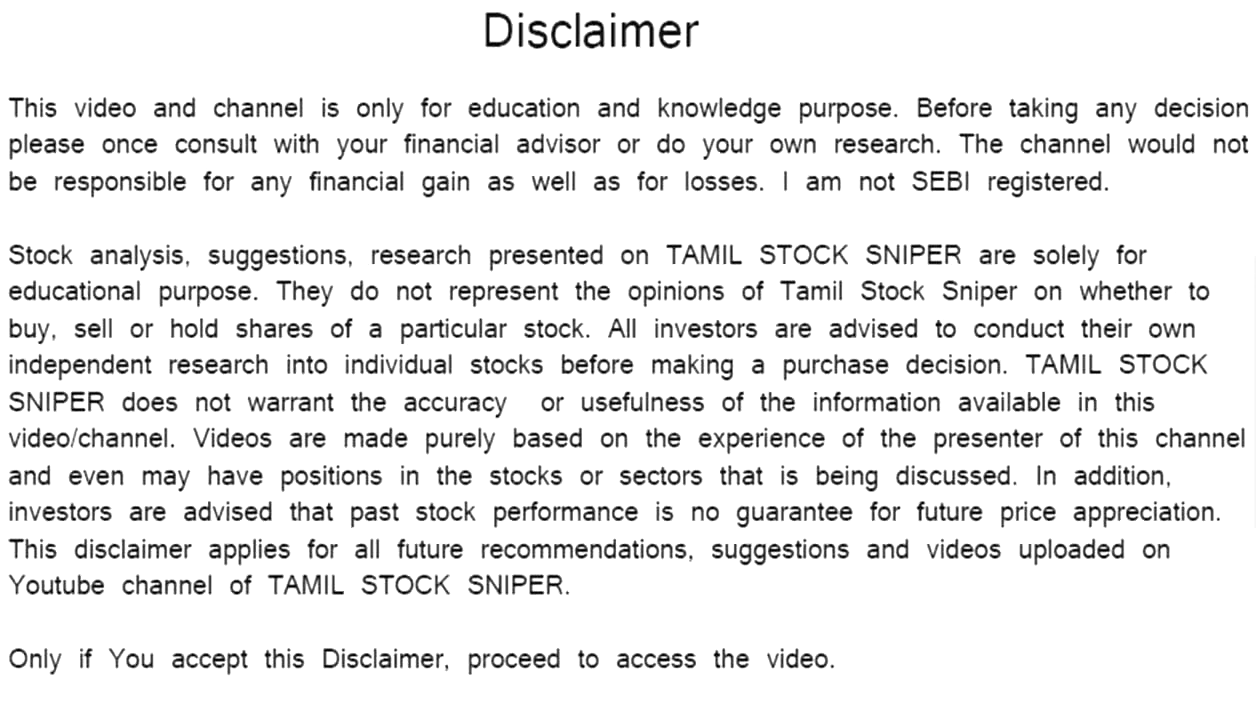 Disclaimer
This video and channel is only for education and knowledge purpose. Before taking any decision
please once consult with your financial advisor or do your own research. The channel would not
be responsible for any financial gain as well as for losses. I am not SEBI registered.
Stock analysis, suggestions, research presented on TAMIL STOCK SNIPER are solely for
educational purpose. They do not represent the opinions of Tamil Stock Sniper on whether to
buy, sell or hold shares of a particular stock. All investors are advised to conduct their own
independent research into individual stocks before making a purchase decision. TAMIL STOCK
SNIPER does not warrant the accuracy or usefulness of the information available in this
video/channel. Videos are made purely based on the experience of the presenter of this channel
and even may have positions in the stocks or sectors that is being discussed. In addition,
investors are advised that past stock performance is no guarantee for future price appreciation.
This disclaimer applies for all future recommendations, suggestions and videos uploaded on
Youtube channel of TAMIL STOCK SNIPER.
Only if You accept this Disclaimer, proceed to access the video.